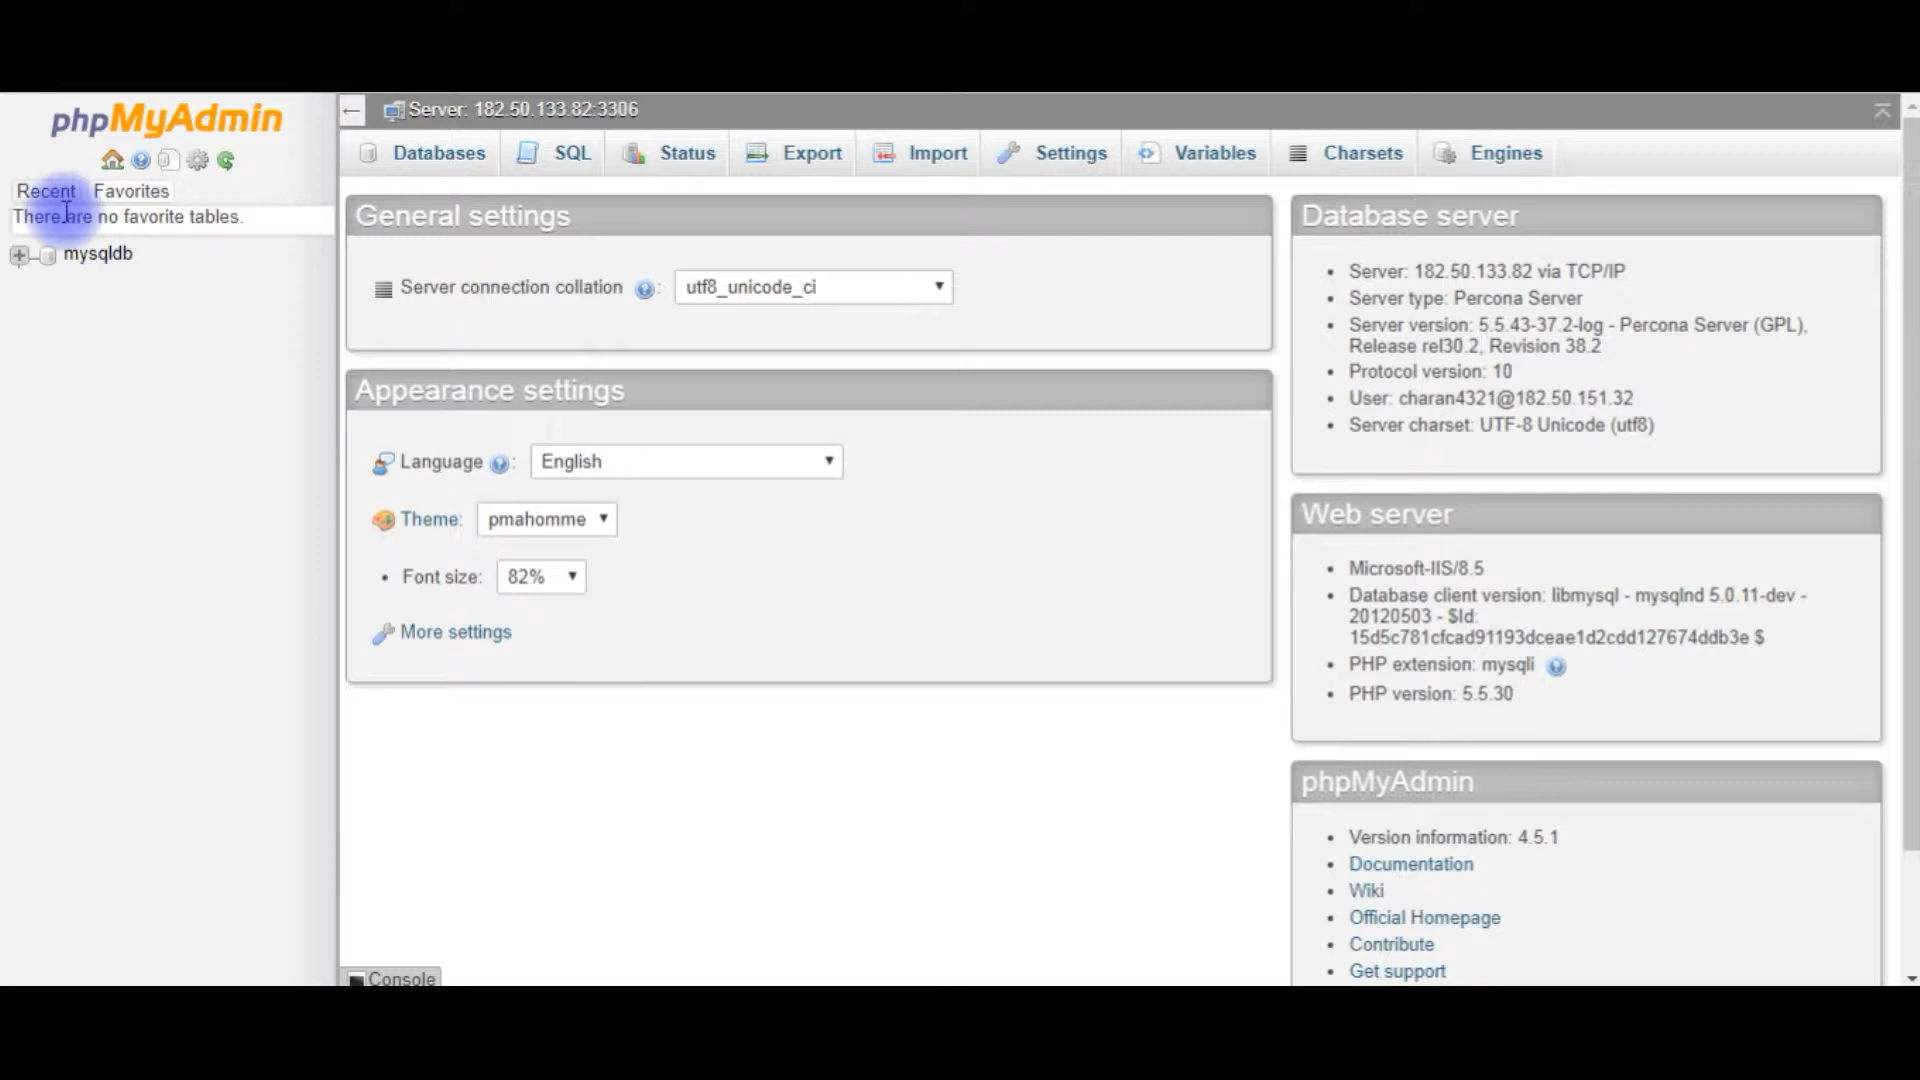 phpMyAdmin
Recent Favorites
There are no favorite tables.
mysqldb
Server: 182.50.133.82:3306
Databases SQL Status Export Import Settings Variables Charsets Engines
General settings
Server connection collation : utf8_unicode_ci
Appearance settings
Language : English
Theme: pmahomme
• Font size: 82%
More settings
Console
Database server
• Server: 182.50.133.82 via TCP/IP
• Server type: Percona Server
• Server version: 5.5.43-37.2-log - Percona Server (GPL),
Release rel30.2, Revision 38.2
• Protocol version: 10
• User: charan4321@182.50.151.32
• Server charset: UTF-8 Unicode (utf8)
Web server
• Microsoft-IIS/8.5
• Database client version: libmysql - mysqlnd 5.0.11-dev -
20120503 - $Id:
15d5c781cfcad91193dceae1d2cdd127674ddb3e $
• PHP extension: mysqli
• PHP version: 5.5.30
phpMyAdmin
• Version information: 4.5.1
• Documentation
• Wiki
• Official Homepage
• Contribute
• Get support